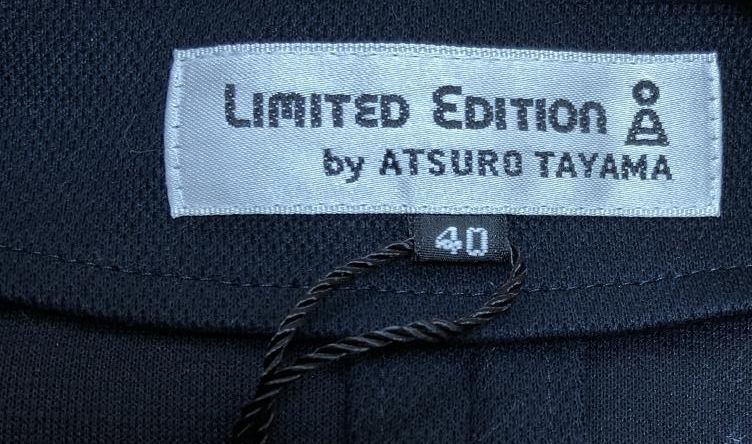 LIMITED EDITION
by ATSURO TAYAMA
40